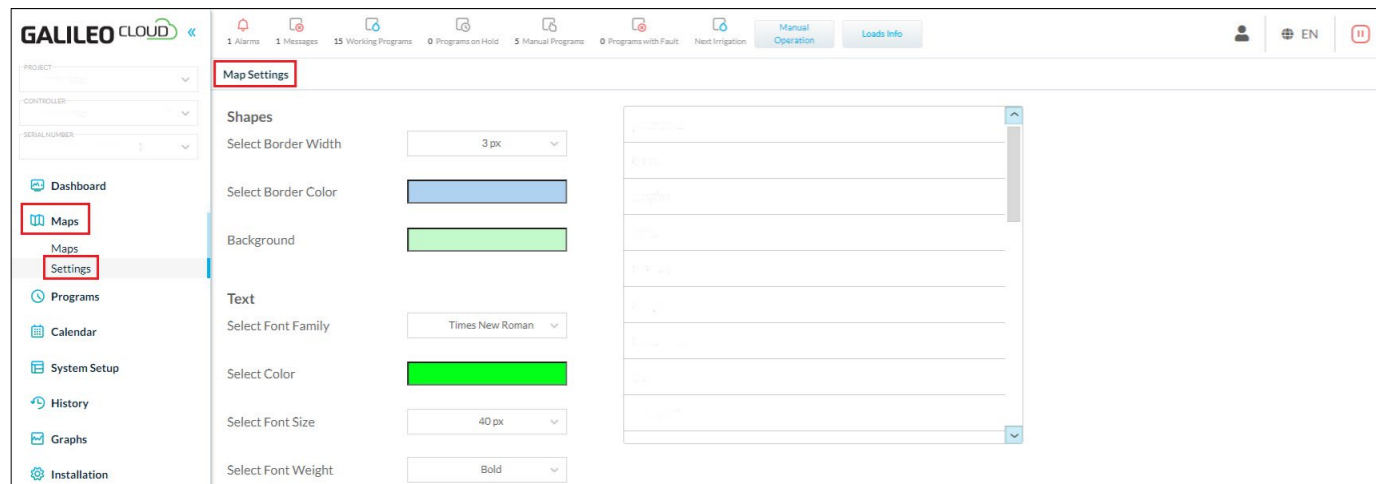 GALILEO CLOUD «
1 Alarms 1 Messages 15 Working Programs 0 Programs on Hold 5 Manual Programs 0 Programs with Fault Next Irrigation Manual Operation Loads Info EN
PROJECT
CONTROLLER
SERIAL NUMBER
Dashboard
Maps
Maps
Settings
Programs
Calendar
System Setup
History
Graphs
Installation
Map Settings
Shapes
Select Border Width 3 px
Select Border Color
Background
Text
Select Font Family Times New Roman
Select Color
Select Font Size 40 px
Select Font Weight Bold